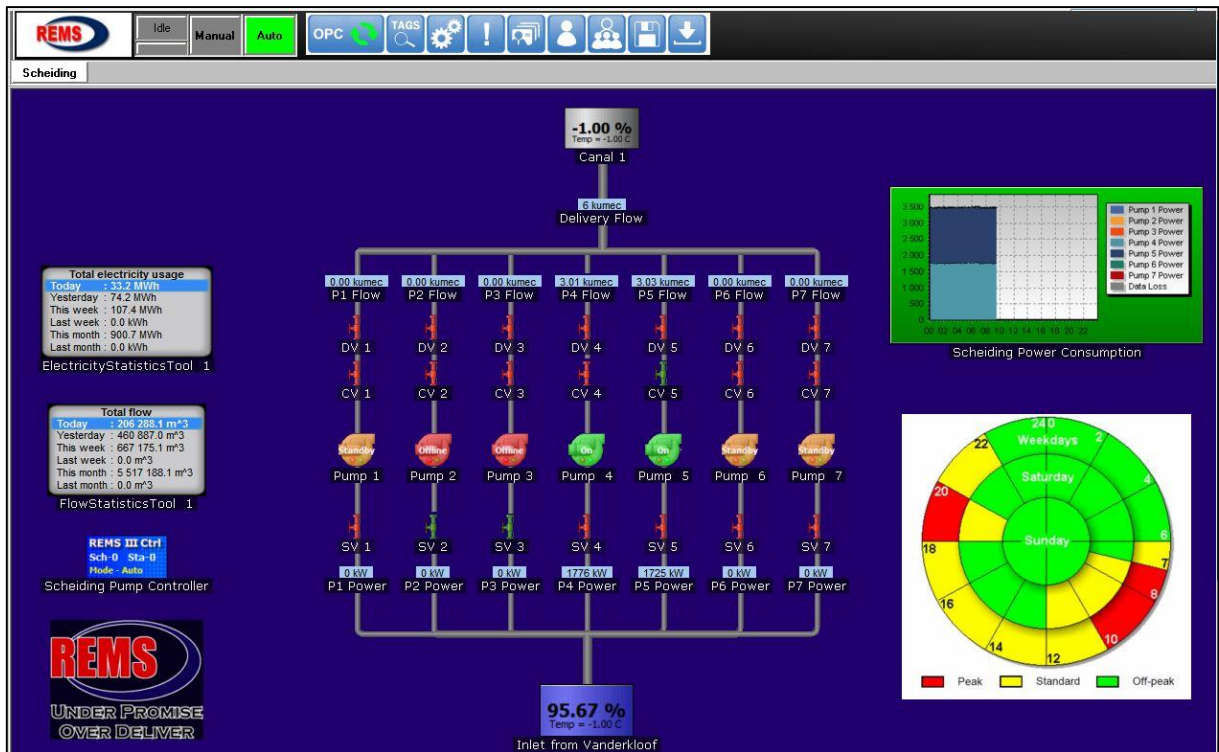 REMS
Idle
Manual
Auto
OPC
TAGS
Scheiding
-1.00 %
Temp = -1.00 C
Canal 1
6 kumec
Delivery Flow
0.00 kumec 0.00 kumec 0.00 kumec 3.01 kumec 3.03 kumec 0.00 kumec 0.00 kumec
P1 Flow P2 Flow P3 Flow P4 Flow P5 Flow P6 Flow P7 Flow
DV 1 DV 2 DV 3 DV 4 DV 5 DV 6 DV 7
CV 1 CV 2 CV 3 CV 4 CV 5 CV 6 CV 7
Standby Offline Offline On On Standby Standby
Pump 1 Pump 2 Pump 3 Pump 4 Pump 5 Pump 6 Pump 7
SV 1 SV 2 SV 3 SV 4 SV 5 SV 6 SV 7
0 kW 0 kW 0 kW 1776 kW 1725 kW 0 kW 0 kW
P1 Power P2 Power P3 Power P4 Power P5 Power P6 Power P7 Power
95.67 %
Temp = -1.00 C
Inlet from Vanderkloof
Total electricity usage
Today : 33.2 MWh
Yesterday : 74.2 MWh
This week : 107.4 MWh
Last week : 0.0 kWh
This month : 900.7 MWh
Last month : 0.0 kWh
ElectricityStatisticsTool 1
Total flow
Today : 206 288.1 m^3
Yesterday : 460 887.0 m^3
This week : 667 175.1 m^3
Last week : 0.0 m^3
This month : 5 517 188.1 m^3
Last month : 0.0 m^3
FlowStatisticsTool 1
REMS III Ctrl
Sch-0 Sta-0
Mode - Auto
Scheiding Pump Controller
REMS
UNDER PROMISE
OVER DELIVER
3 500
3 000
2 500
2 000
1 500
1 000
500
0
00 02 04 06 08 10 12 14 16 18 20 22
Pump 1 Power
Pump 2 Power
Pump 3 Power
Pump 4 Power
Pump 5 Power
Pump 6 Power
Pump 7 Power
Data Loss
Scheiding Power Consumption
24 0
2
4
6
7
8
10
12
14
16
18
20
22
Weekdays
Saturday
Sunday
Peak Standard Off-peak